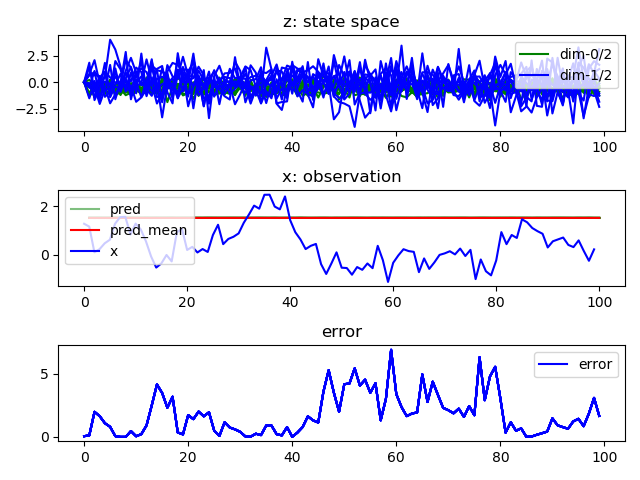 z: state space
2.5
0.0
−2.5
dim-0/2
dim-1/2
0
20
40
60
80
100
x: observation
2
0
pred
pred_mean
x
0
20
40
60
80
100
error
5
0
error
0
20
40
60
80
100